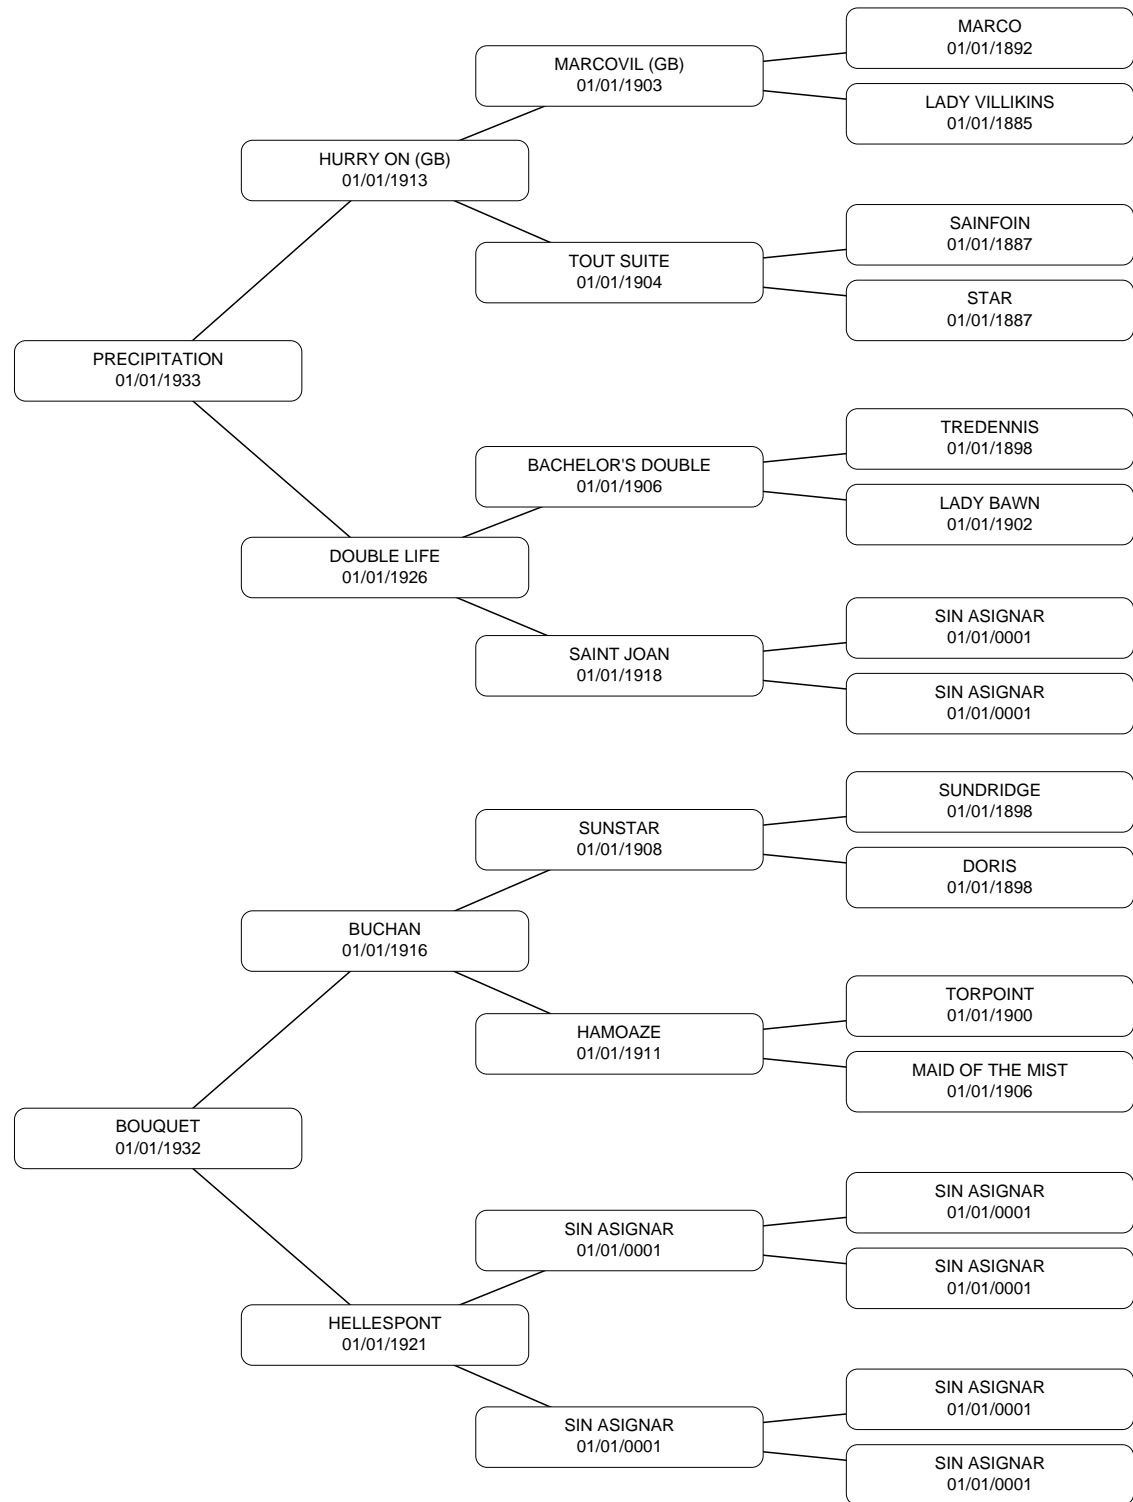 MARCO
01/01/1892
MARCOVIL (GB)
01/01/1903
LADY VILLIKINS
01/01/1885
HURRY ON (GB)
01/01/1913
SAINFOIN
01/01/1887
TOUT SUITE
01/01/1904
STAR
01/01/1887
PRECIPITATION
01/01/1933
TREDENNIS
01/01/1898
BACHELOR'S DOUBLE
01/01/1906
LADY BAWN
01/01/1902
DOUBLE LIFE
01/01/1926
SIN ASIGNAR
01/01/0001
SAINT JOAN
01/01/1918
SIN ASIGNAR
01/01/0001
SUNDRIDGE
01/01/1898
SUNSTAR
01/01/1908
DORIS
01/01/1898
BUCHAN
01/01/1916
TORPOINT
01/01/1900
HAMOAZE
01/01/1911
MAID OF THE MIST
01/01/1906
BOUQUET
01/01/1932
SIN ASIGNAR
01/01/0001
SIN ASIGNAR
01/01/0001
SIN ASIGNAR
01/01/0001
HELLESPONT
01/01/1921
SIN ASIGNAR
01/01/0001
SIN ASIGNAR
01/01/0001
SIN ASIGNAR
01/01/0001